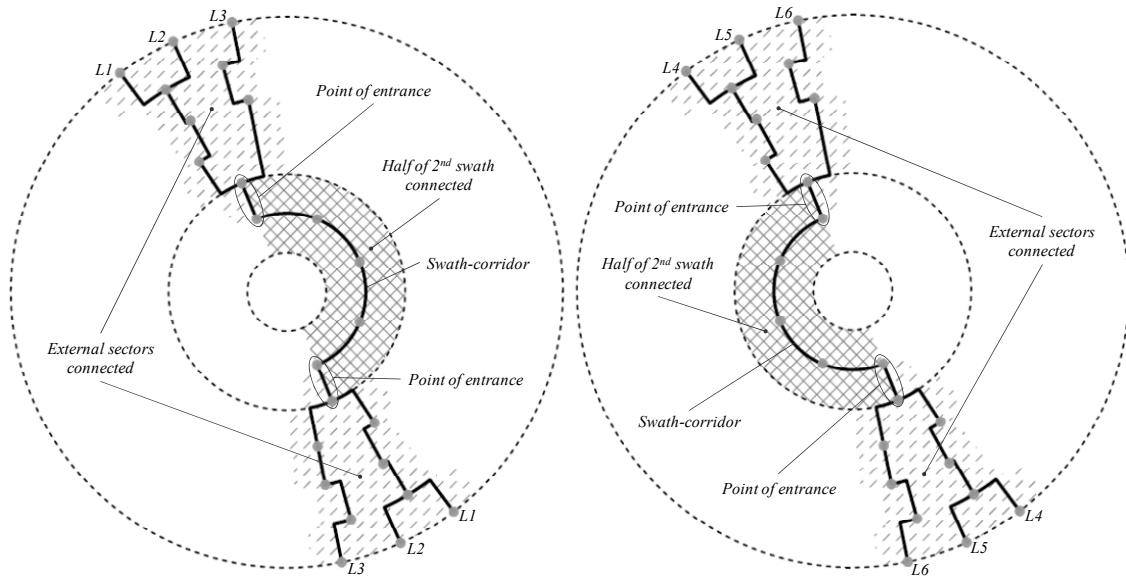 L3
L2
L1
Point of entrance
Half of 2nd swath
connected
Swath-corridor
External sectors
connected
Point of entrance
L1
L2
L3
L6
L5
L4
Point of entrance
External sectors
connected
Half of 2nd swath
connected
Swath-corridor
Point of entrance
L4
L5
L6